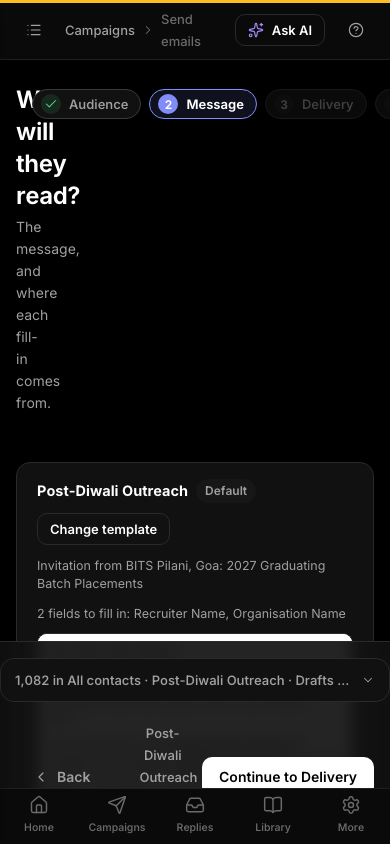 Campaigns
Send
emails
Ask AI
Audience
2 Message
3 Delivery
will
they
read?
The
message,
and
where
each
fill-
in
comes
from.
Post-Diwali Outreach Default
Change template
Invitation from BITS Pilani, Goa: 2027 Graduating
Batch Placements
2 fields to fill in: Recruiter Name, Organisation Name
1,082 in All contacts · Post-Diwali Outreach · Drafts ...
Post-
Diwali
Back Outreach Continue to Delivery
Home Campaigns Replies Library More